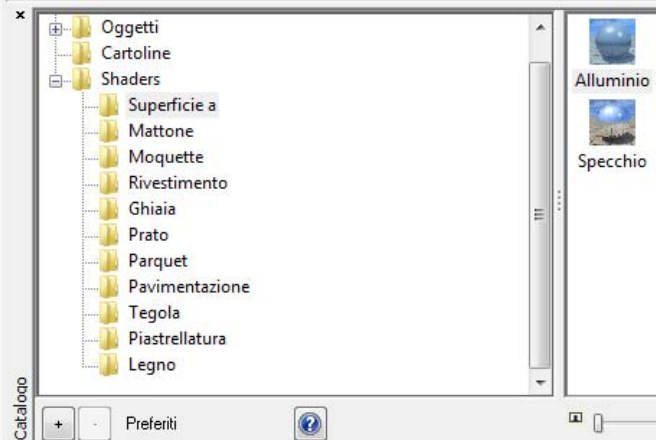 Oggetti
Cartoline
Shaders
Superficie a
Mattone
Moquette
Rivestimento
Ghiaia
Prato
Parquet
Pavimentazione
Tegola
Piastrellatura
Legno
Alluminio
Specchio
Catalogo
+ - Preferiti ?